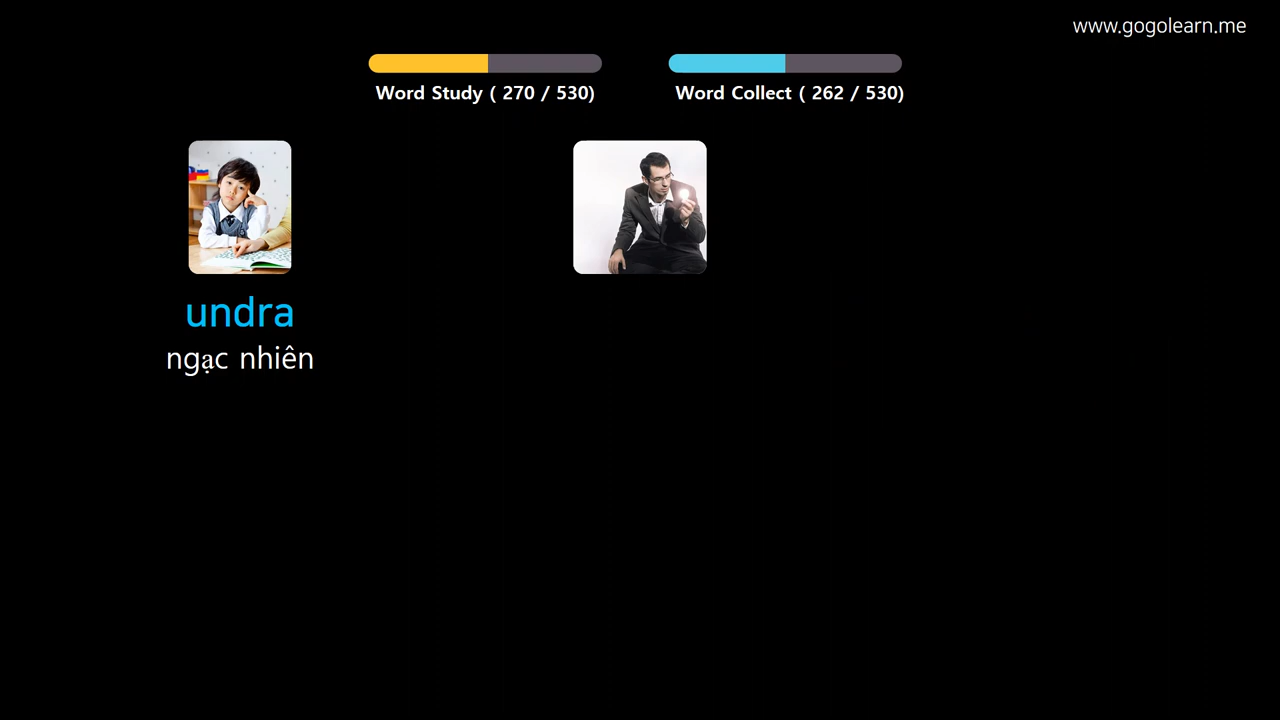 www.gogolearn.me
Word Study ( 270 / 530)
Word Collect ( 262 / 530)
undra
ngạc nhiên